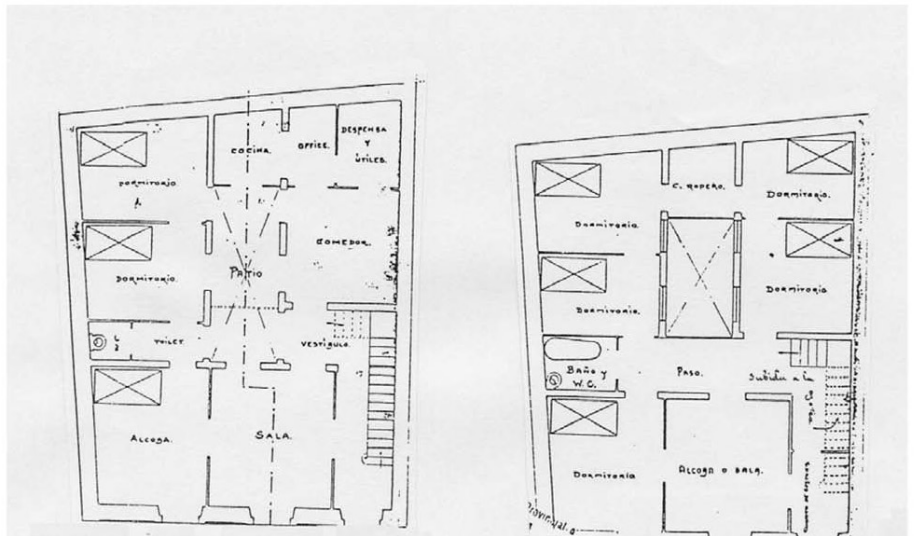 COCINA.
OFFICE.
DESPENSA
Y
ÚTILES.
DORMITORIO
COMEDOR.
PATIO
DORMITORIO.
W.C.
TOILET.
VESTÍBULO.
ALCOBA.
SALA.
C. ROPERO.
DORMITORIO.
DORMITORIO.
DORMITORIO
DORMITORIO.
BAÑO Y
W.C.
PASO.
Subida a la
DORMITORIO
ALCOBA O SALA.
Provincial